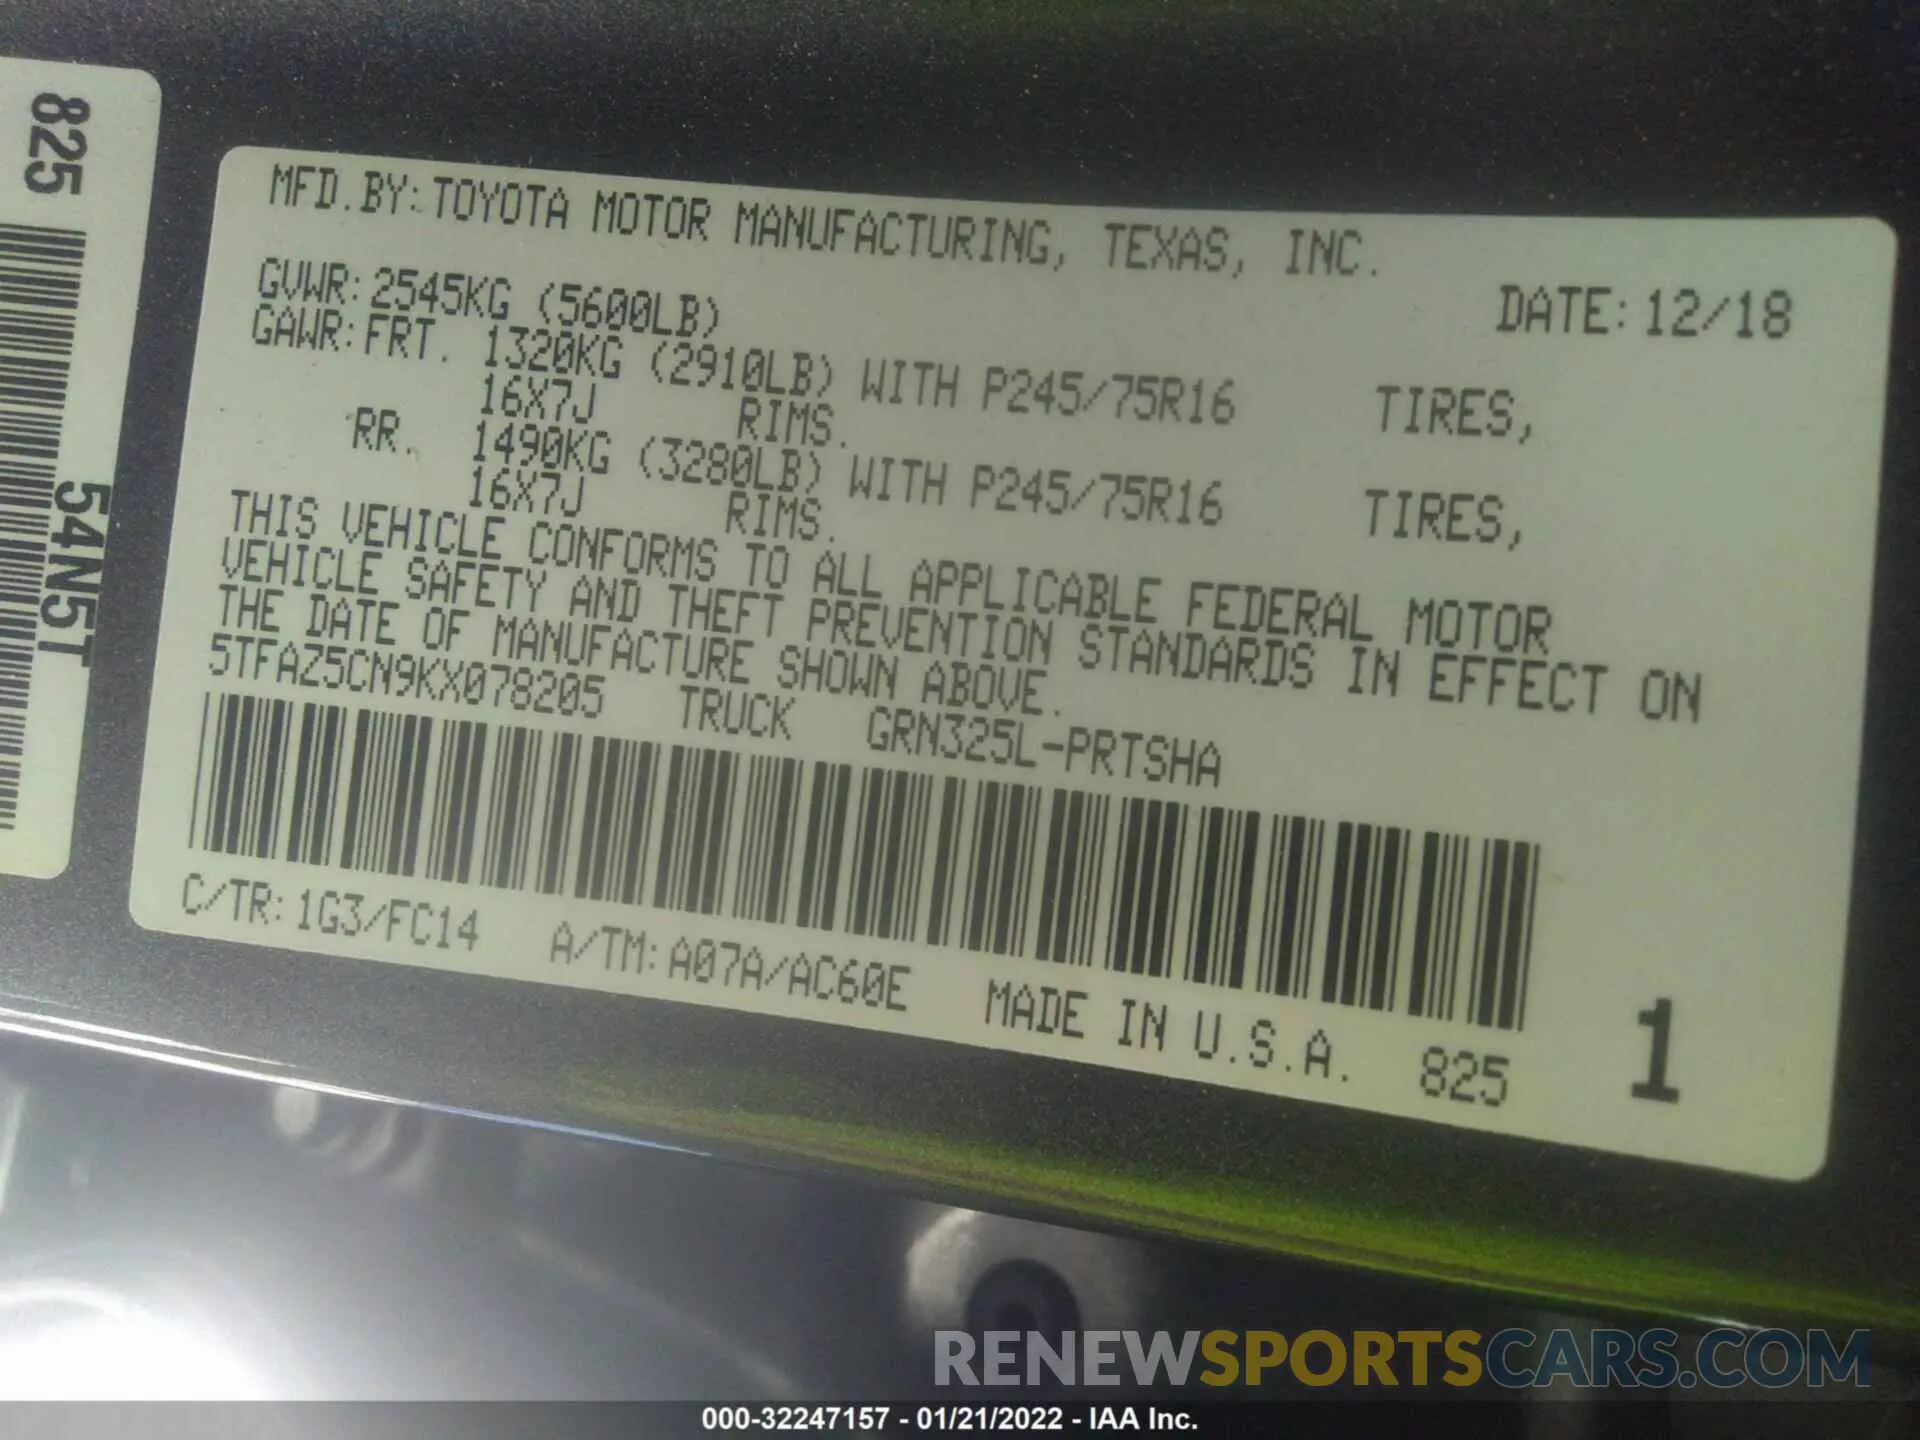 825
54N5T
MFD.BY:TOYOTA MOTOR MANUFACTURING, TEXAS, INC.
GVWR:2545KG (5600LB) DATE:12/18
GAWR:FRT. 1320KG (2910LB) WITH P245/75R16 TIRES,
16X7J RIMS.
RR. 1490KG (3280LB) WITH P245/75R16 TIRES,
16X7J RIMS.
THIS VEHICLE CONFORMS TO ALL APPLICABLE FEDERAL MOTOR
VEHICLE SAFETY AND THEFT PREVENTION STANDARDS IN EFFECT ON
THE DATE OF MANUFACTURE SHOWN ABOVE.
5TFAZ5CN9KX078205 TRUCK GRN325L-PRTSHA
C/TR:1G3/FC14 A/TM:A07A/AC60E MADE IN U.S.A. 825
1
RENEWSPORTSCARS.COM
000-32247157 - 01/21/2022 - IAA Inc.